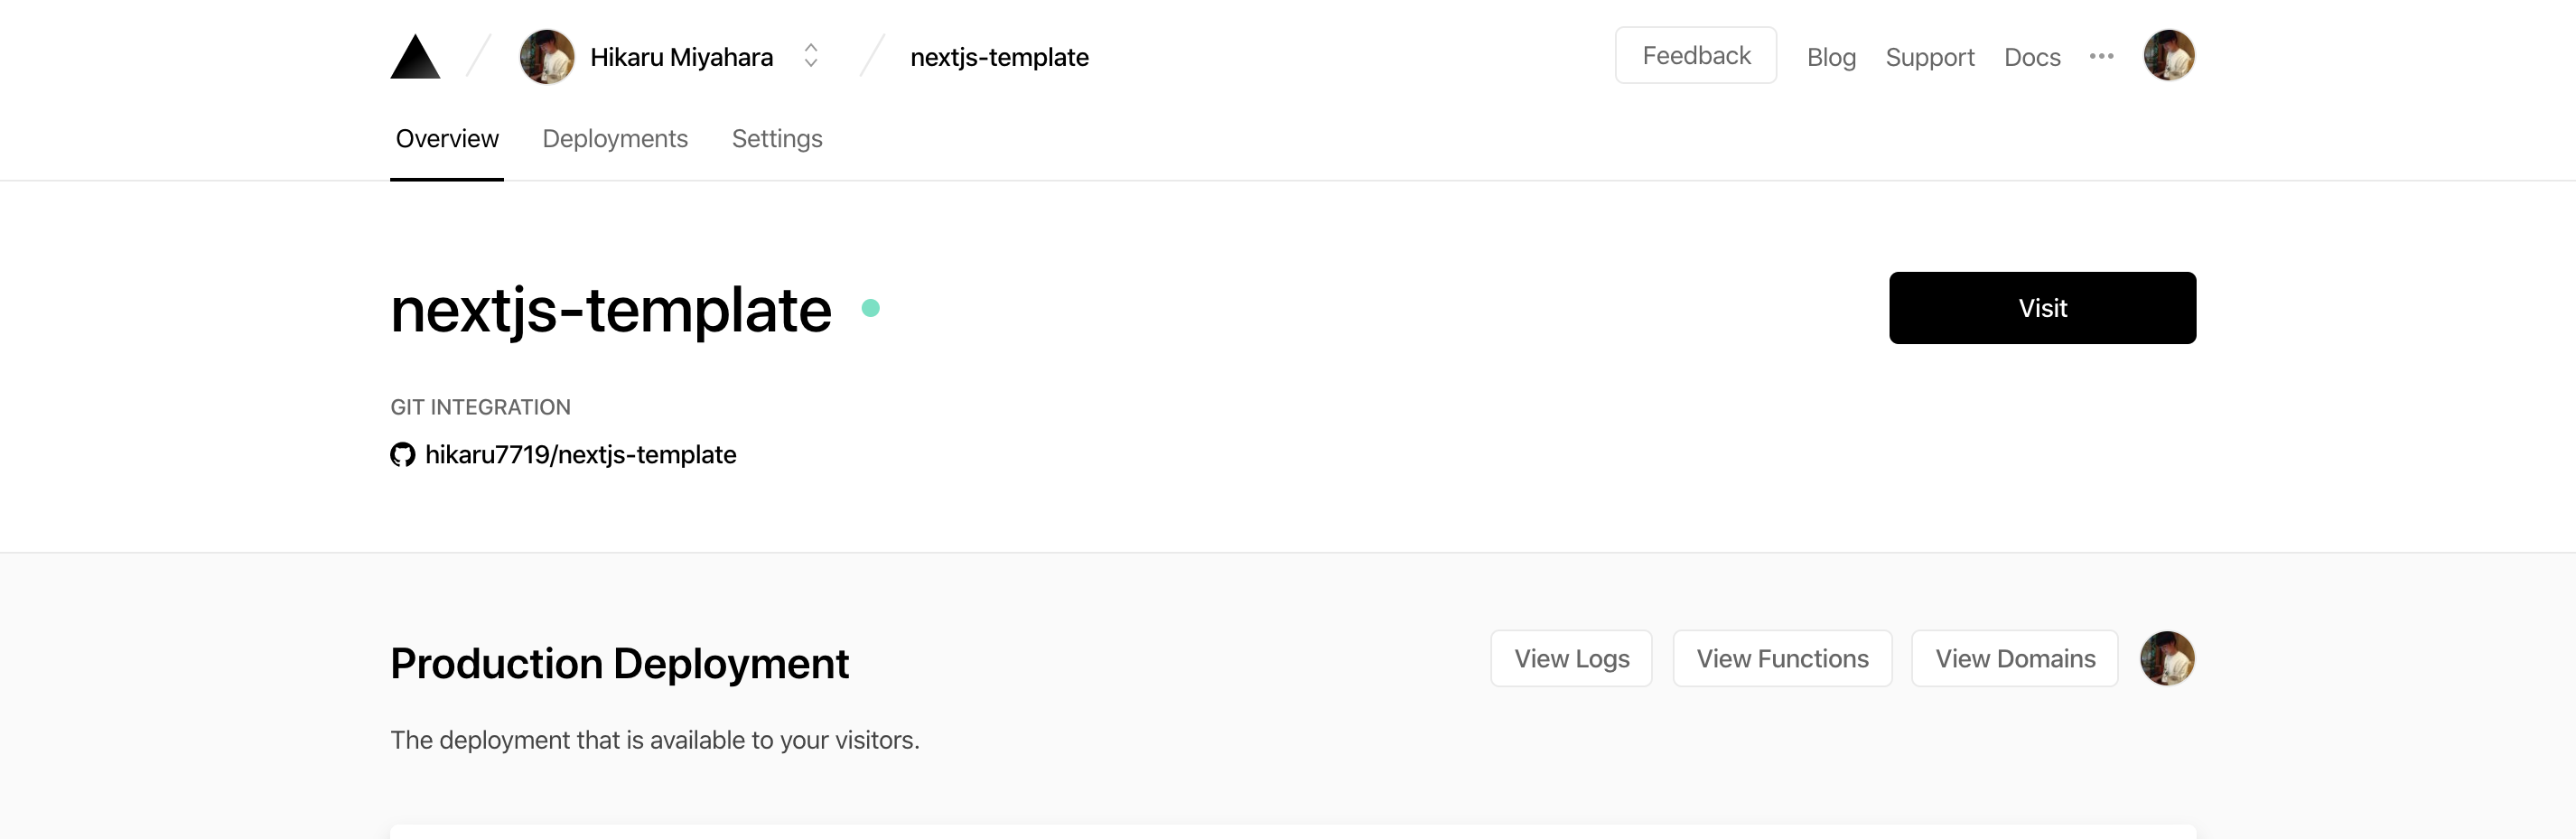 Hikaru Miyahara
nextjs-template
Feedback
Blog
Support
Docs
Overview
Deployments
Settings
nextjs-template
Visit
GIT INTEGRATION
hikaru7719/nextjs-template
Production Deployment
View Logs
View Functions
View Domains
The deployment that is available to your visitors.